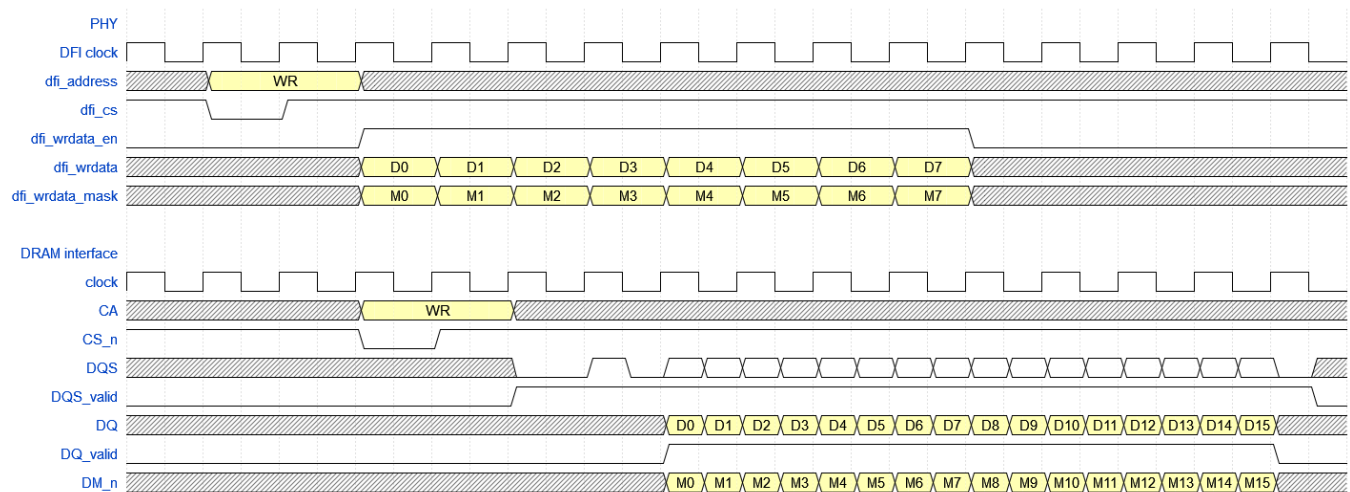 PHY
DFI clock
dfi_address WR
dfi_cs
dfi_wrdata_en
dfi_wrdata D0 D1 D2 D3 D4 D5 D6 D7
dfi_wrdata_mask M0 M1 M2 M3 M4 M5 M6 M7
DRAM interface
clock
CA WR
CS_n
DQS
DQS_valid
DQ D0 D1 D2 D3 D4 D5 D6 D7 D8 D9 D10 D11 D12 D13 D14 D15
DQ_valid
DM_n M0 M1 M2 M3 M4 M5 M6 M7 M8 M9 M10 M11 M12 M13 M14 M15